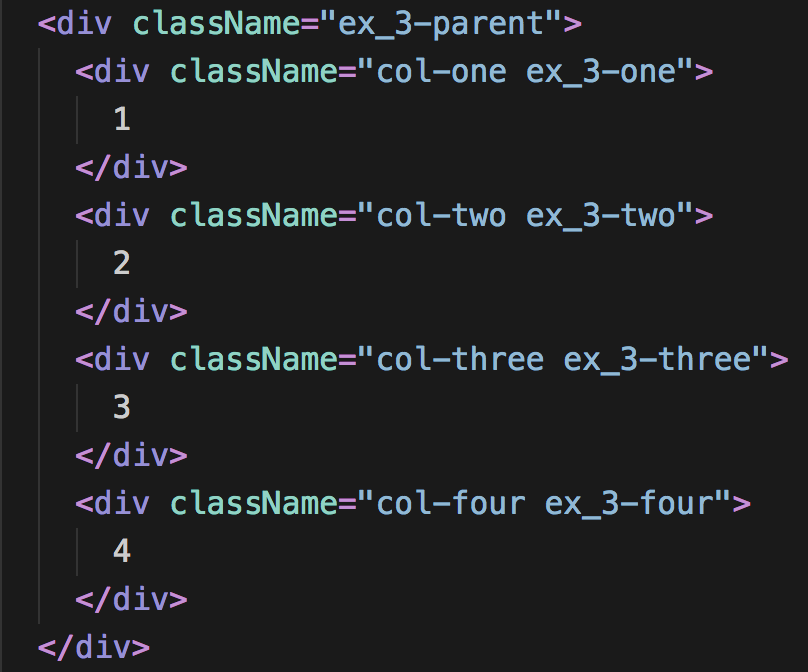 <div className="ex_3-parent">
<div className="col-one ex_3-one">
1
</div>
<div className="col-two ex_3-two">
2
</div>
<div className="col-three ex_3-three">
3
</div>
<div className="col-four ex_3-four">
4
</div>
</div>